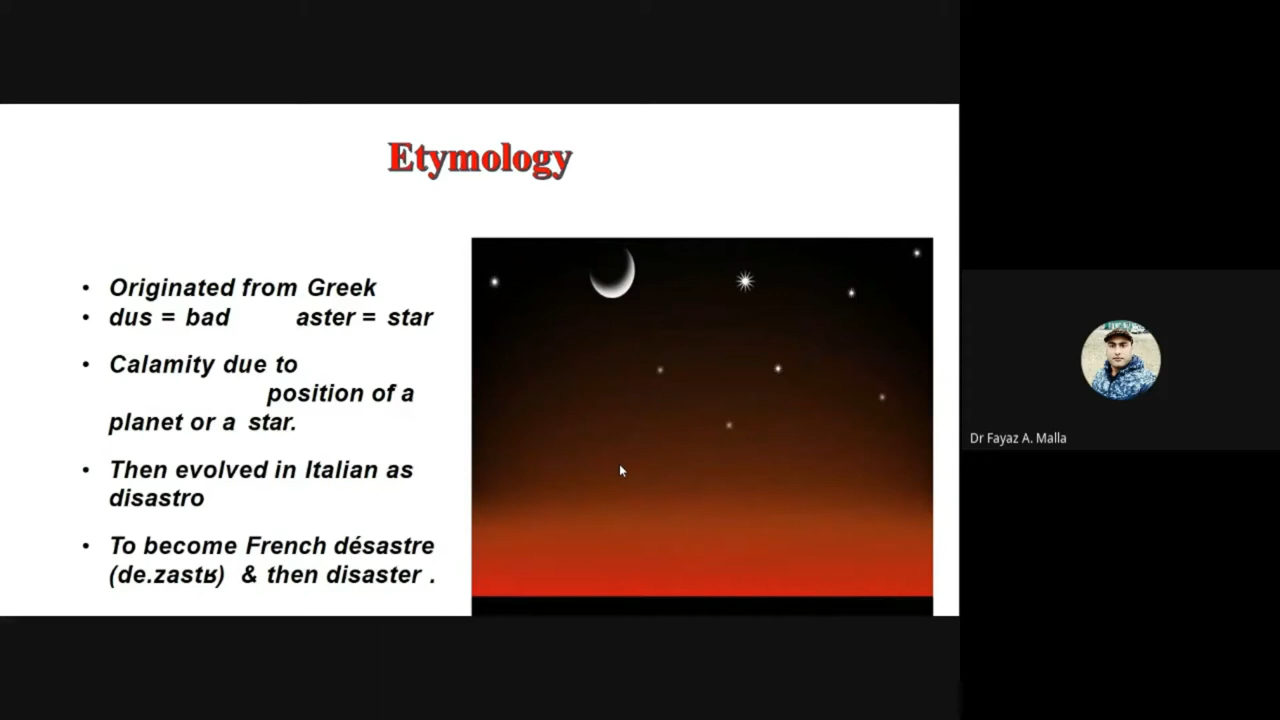 Etymology
• Originated from Greek
• dus = bad aster = star
• Calamity due to
position of a
planet or a star.
• Then evolved in Italian as
disastro
• To become French désastre
(de.zastʁ) & then disaster .
Dr Fayaz A. Malla